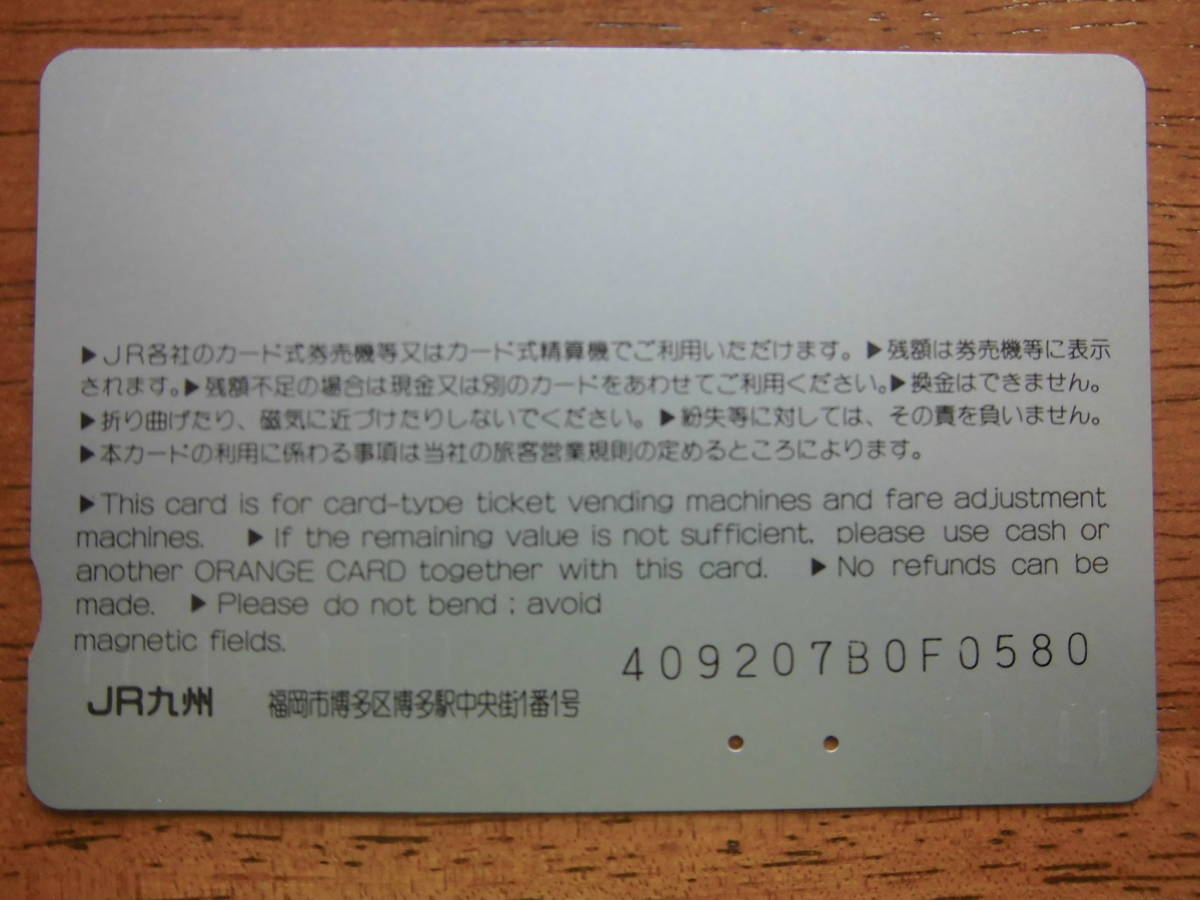 ▶JR各社のカード式券売機等又はカード式精算機でご利用いただけます。▶残額は券売機等に表示
されます。▶残額不足の場合は現金又は別のカードをあわせてご利用ください。▶換金はできません。
▶折り曲げたり、磁気に近づけたりしないでください。▶紛失等に対しては、その責を負いません。
▶本カードの利用に係わる事項は当社の旅客営業規則の定めるところによります。
▶This card is for card-type ticket vending machines and fare adjustment
machines. ▶If the remaining value is not sufficient, please use cash or
another ORANGE CARD together with this card. ▶No refunds can be
made. ▶Please do not bend ; avoid
magnetic fields.
409207B0F0580
JR九州 福岡市博多区博多駅中央街1番1号